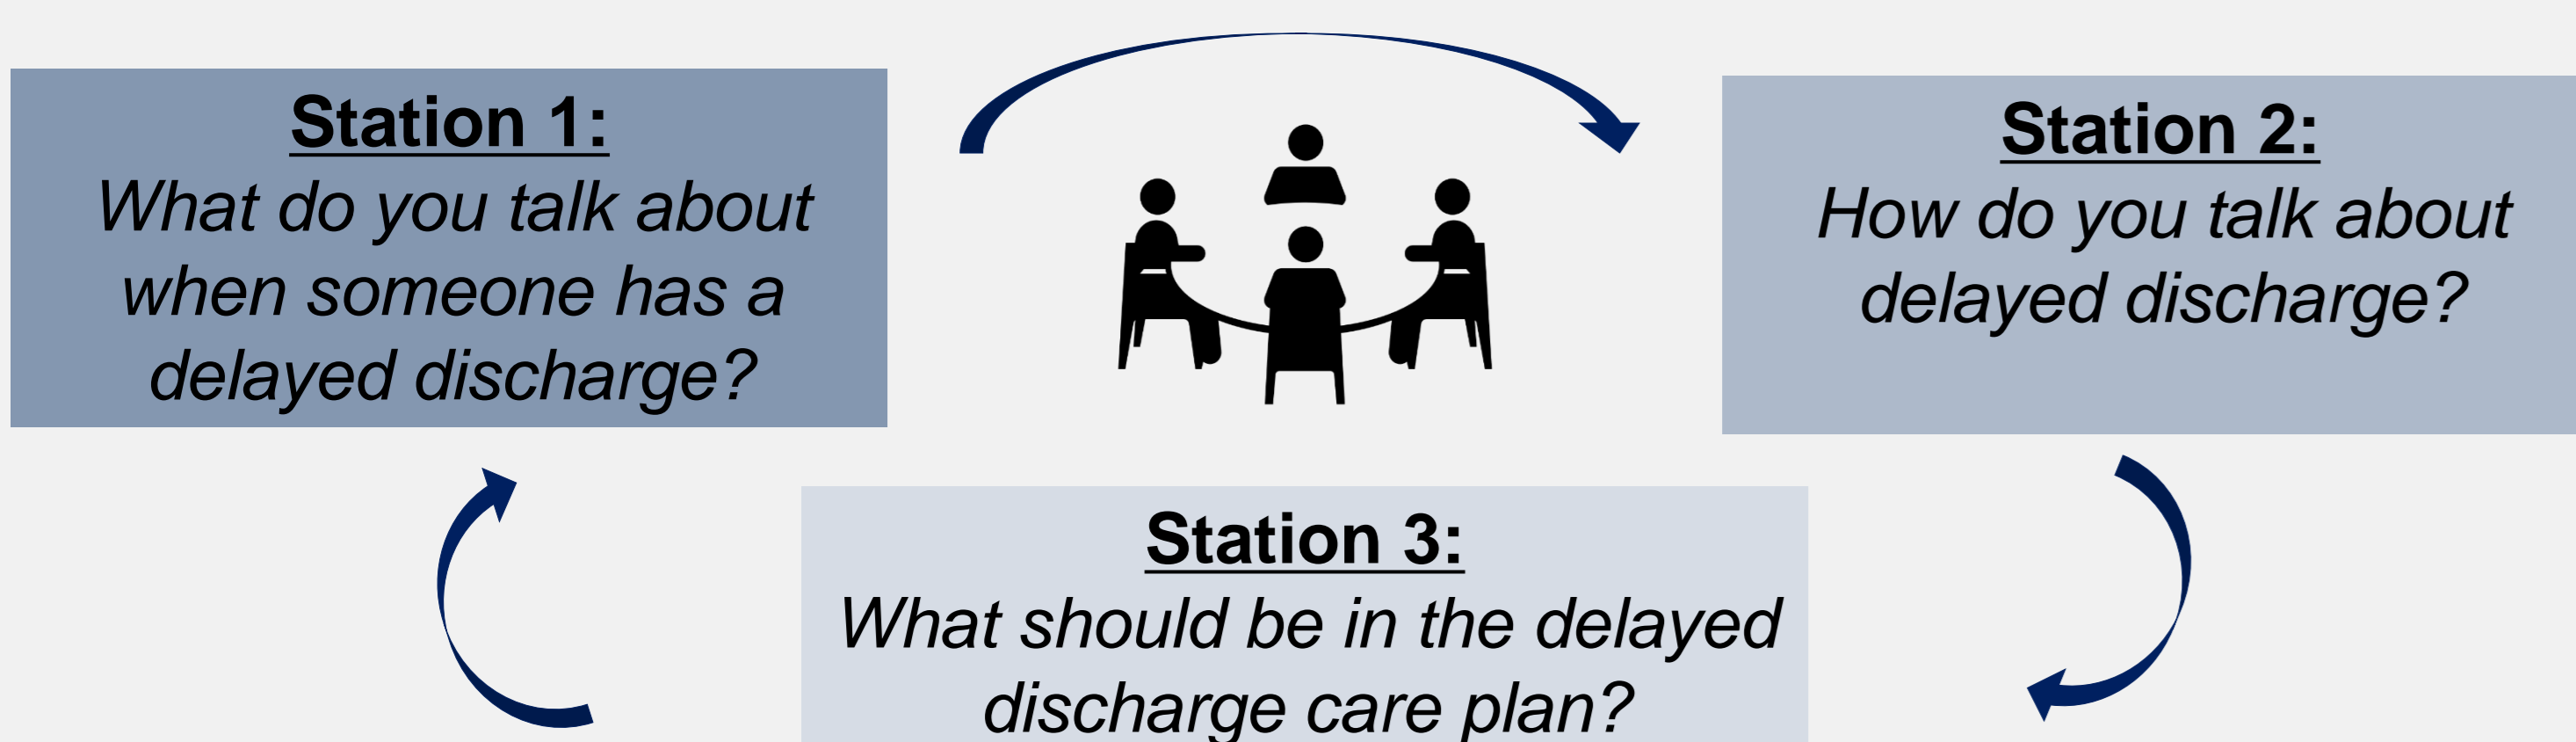 Station 1:
What do you talk about
when someone has a
delayed discharge?
Station 2:
How do you talk about
delayed discharge?
Station 3:
What should be in the delayed
discharge care plan?